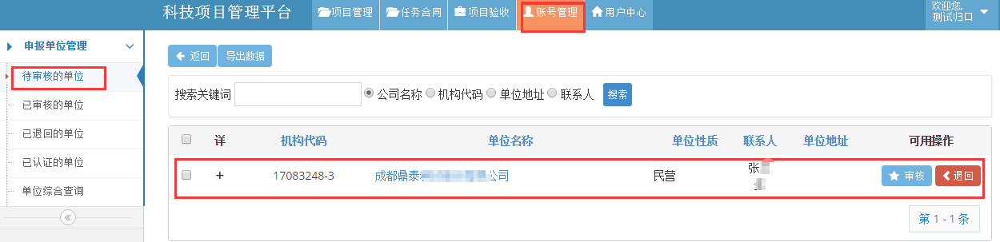 科技项目管理平台 项目管理 任务合同 项目验收 账号管理 用户中心 欢迎您, 测试归口
申报单位管理
待审核的单位
已审核的单位
已退回的单位
已认证的单位
单位综合查询
返回 导出数据
搜索关键词 公司名称 机构代码 单位地址 联系人 搜索
详 机构代码 单位名称 单位性质 联系人 单位地址 可用操作
+ 17083248-3 成都鼎泰 公司 民营 张 审核 退回
第 1 - 1 条